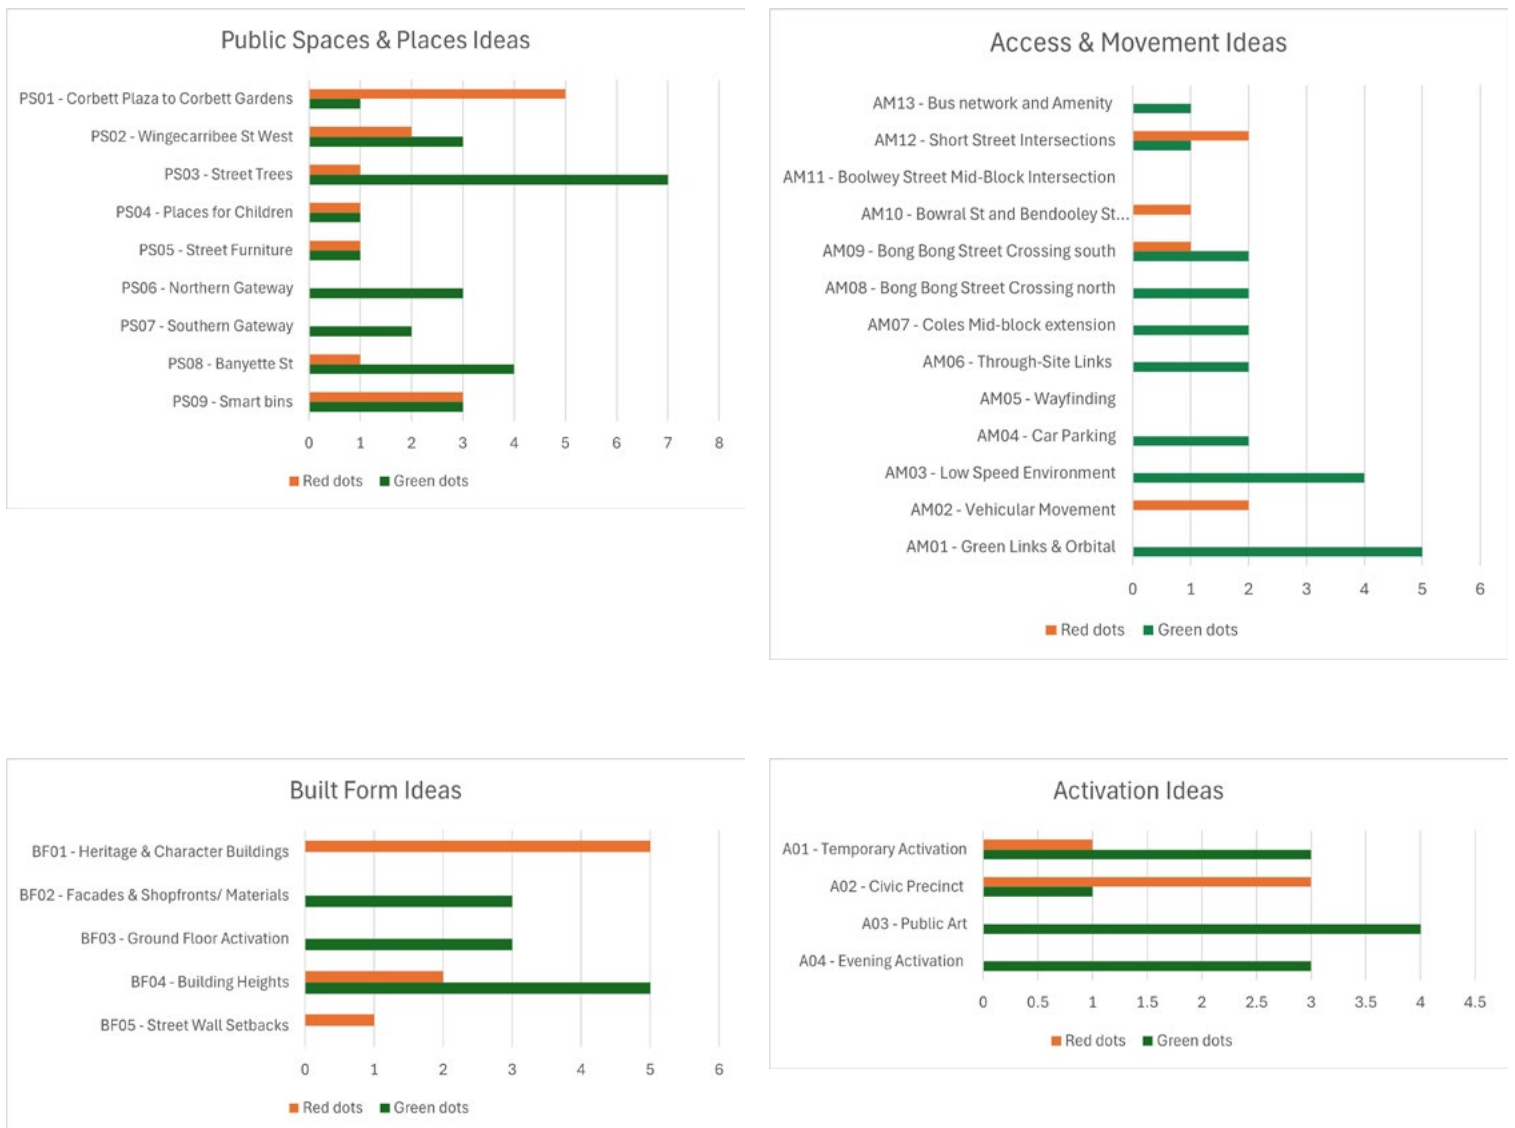 Public Spaces & Places Ideas
PS01 - Corbett Plaza to Corbett Gardens
PS02 - Wingecarribee St West
PS03 - Street Trees
PS04 - Places for Children
PS05 - Street Furniture
PS06 - Northern Gateway
PS07 - Southern Gateway
PS08 - Banyette St
PS09 - Smart bins
0 1 2 3 4 5 6 7 8
Red dots Green dots
Access & Movement Ideas
AM13 - Bus network and Amenity
AM12 - Short Street Intersections
AM11 - Boolwey Street Mid-Block Intersection
AM10 - Bowral St and Bendooley St...
AM09 - Bong Bong Street Crossing south
AM08 - Bong Bong Street Crossing north
AM07 - Coles Mid-block extension
AM06 - Through-Site Links
AM05 - Wayfinding
AM04 - Car Parking
AM03 - Low Speed Environment
AM02 - Vehicular Movement
AM01 - Green Links & Orbital
0 1 2 3 4 5 6
Red dots Green dots
Built Form Ideas
BF01 - Heritage & Character Buildings
BF02 - Facades & Shopfronts/ Materials
BF03 - Ground Floor Activation
BF04 - Building Heights
BF05 - Street Wall Setbacks
0 1 2 3 4 5 6
Red dots Green dots
Activation Ideas
A01 - Temporary Activation
A02 - Civic Precinct
A03 - Public Art
A04 - Evening Activation
0 0.5 1 1.5 2 2.5 3 3.5 4 4.5
Red dots Green dots